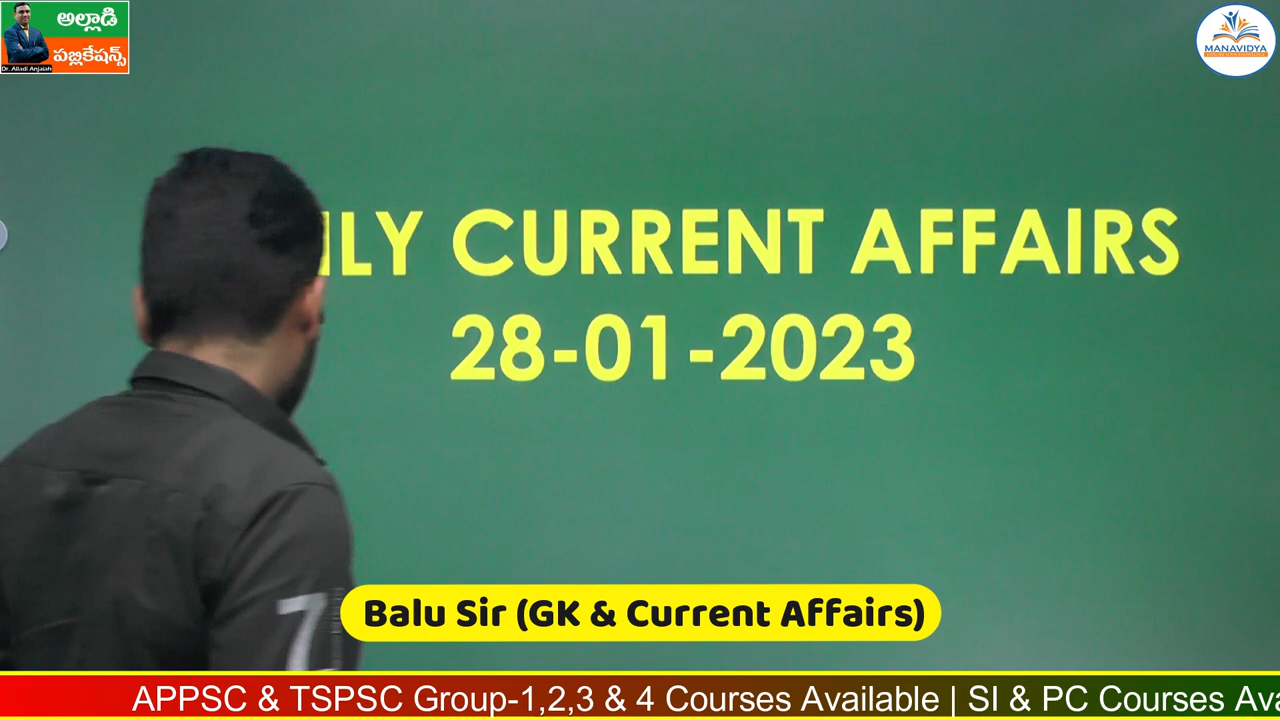 అల్లాడి
పబ్లికేషన్స్
Dr. Alladi Anjaiah
MANAVIDYA
ILY CURRENT AFFAIRS
28-01-2023
7
Balu Sir (GK & Current Affairs)
APPSC & TSPSC Group-1,2,3 & 4 Courses Available | SI & PC Courses Ava